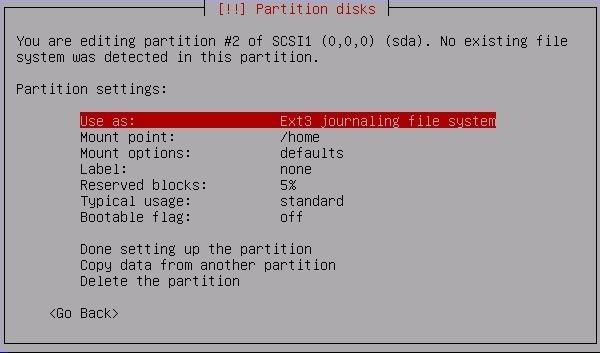 [!!] Partition disks
You are editing partition #2 of SCSI1 (0,0,0) (sda). No existing file
system was detected in this partition.
Partition settings:
Use as: Ext3 journaling file system
Mount point: /home
Mount options: defaults
Label: none
Reserved blocks: 5%
Typical usage: standard
Bootable flag: off
Done setting up the partition
Copy data from another partition
Delete the partition
<Go Back>